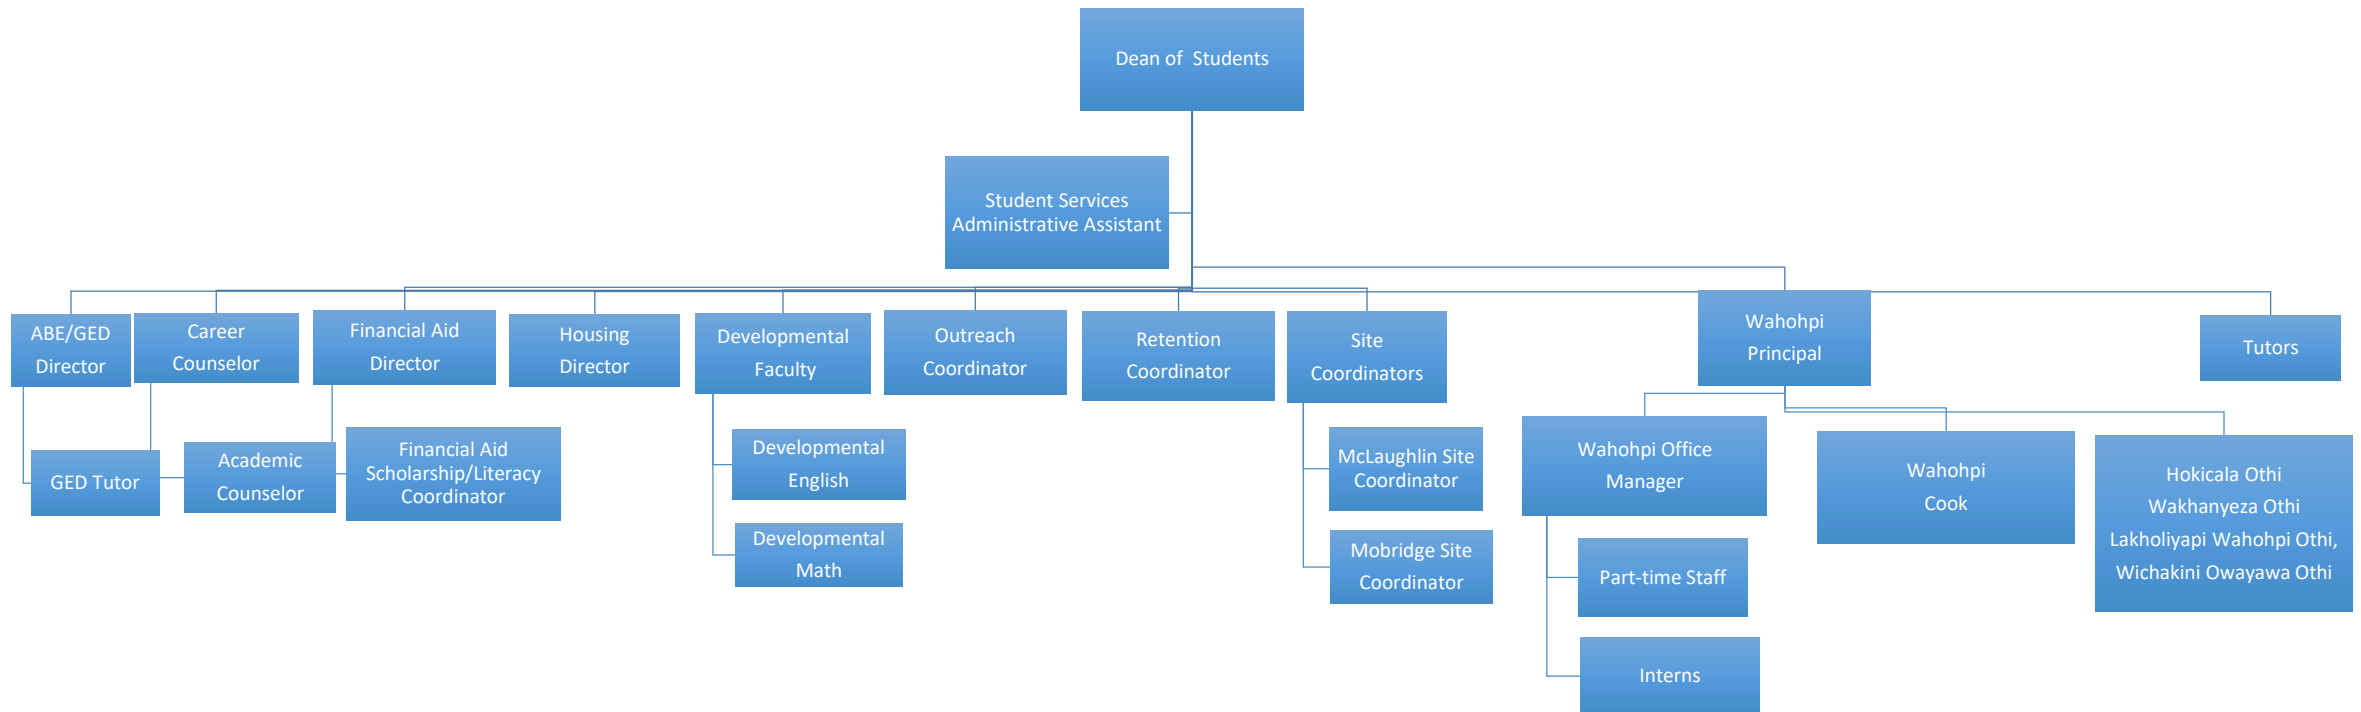 Dean of Students
Student Services
Administrative Assistant
ABE/GED
Director
Career
Counselor
Financial Aid
Director
Housing
Director
Developmental
Faculty
Outreach
Coordinator
Retention
Coordinator
Site
Coordinators
Wahohpi
Principal
Tutors
GED Tutor
Academic
Counselor
Financial Aid
Scholarship/Literacy
Coordinator
Developmental
English
Developmental
Math
McLaughlin Site
Coordinator
Mobridge Site
Coordinator
Wahohpi Office
Manager
Part-time Staff
Interns
Wahohpi
Cook
Hokicala Othi
Wakhanyeza Othi
Lakholiyapi Wahohpi Othi,
Wichakini Owayawa Othi